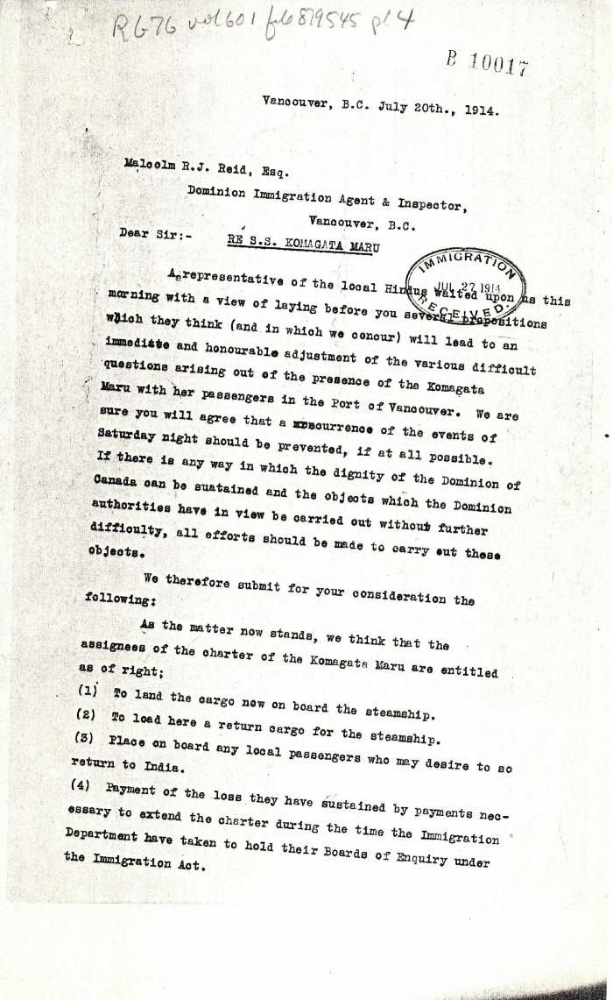 RG76 vol 601 file 879545 pt 4
B 10017
Vancouver, B.C. July 20th., 1914.
Malcolm R.J. Reid, Esq.
Dominion Immigration Agent & Inspector,
Vancouver, B.C.
Dear Sir:-
RE S.S. KOMAGATA MARU
IMMIGRATION
JUL 27 1914
RECEIVED.
A representative of the local Hindus waited upon us this
morning with a view of laying before you several propositions
which they think (and in which we concur) will lead to an
immediate and honourable adjustment of the various difficult
questions arising out of the presence of the Komagata
Maru with her passengers in the Port of Vancouver. We are
sure you will agree that a recurrence of the events of
Saturday night should be prevented, if at all possible.
If there is any way in which the dignity of the Dominion of
Canada can be suatained and the objects which the Dominion
authorities have in view be carried out without further
difficulty, all efforts should be made to carry out these
objects.
We therefore submit for your consideration the
following:
As the matter now stands, we think that the
assignees of the charter of the Komagata Maru are entitled
as of right;
(1) To land the cargo now on board the steamship.
(2) To load here a return cargo for the steamship.
(3) Place on board any local passengers who may desire to so
return to India.
(4) Payment of the loss they have sustained by payments nec-
essary to extend the charter during the time the Immigration
Department have taken to hold their Boards of Enquiry under
the Immigration Act.